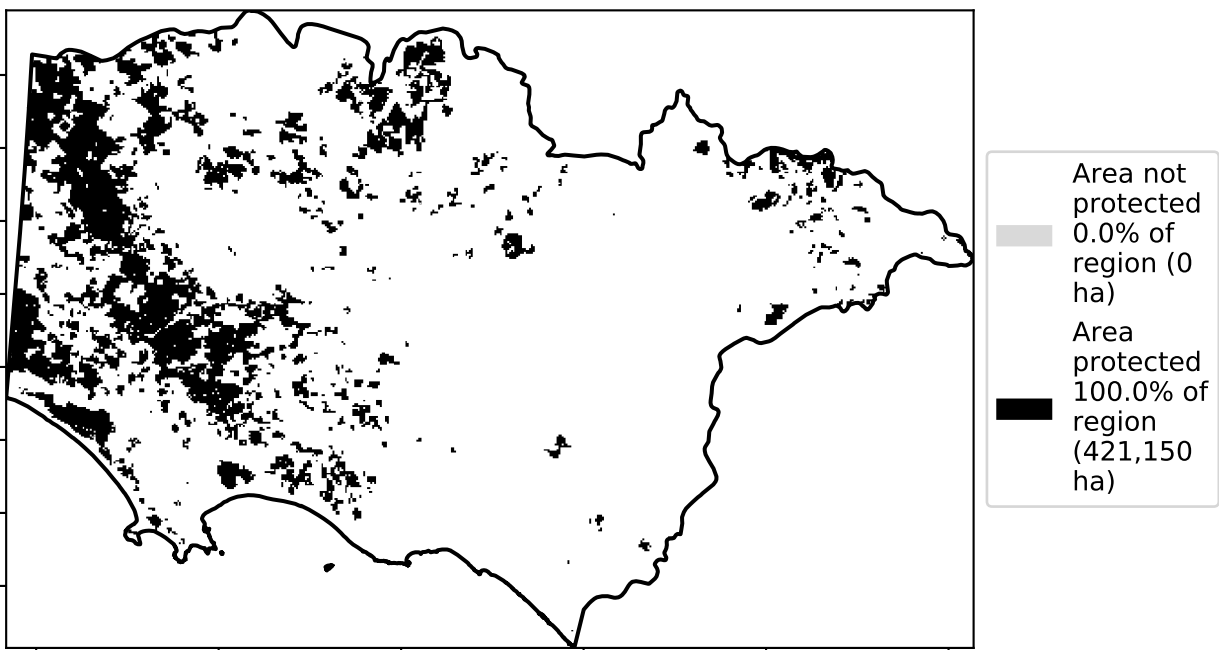 Area not
protected
0.0% of
region (0
ha)
Area
protected
100.0% of
region
(421,150
ha)